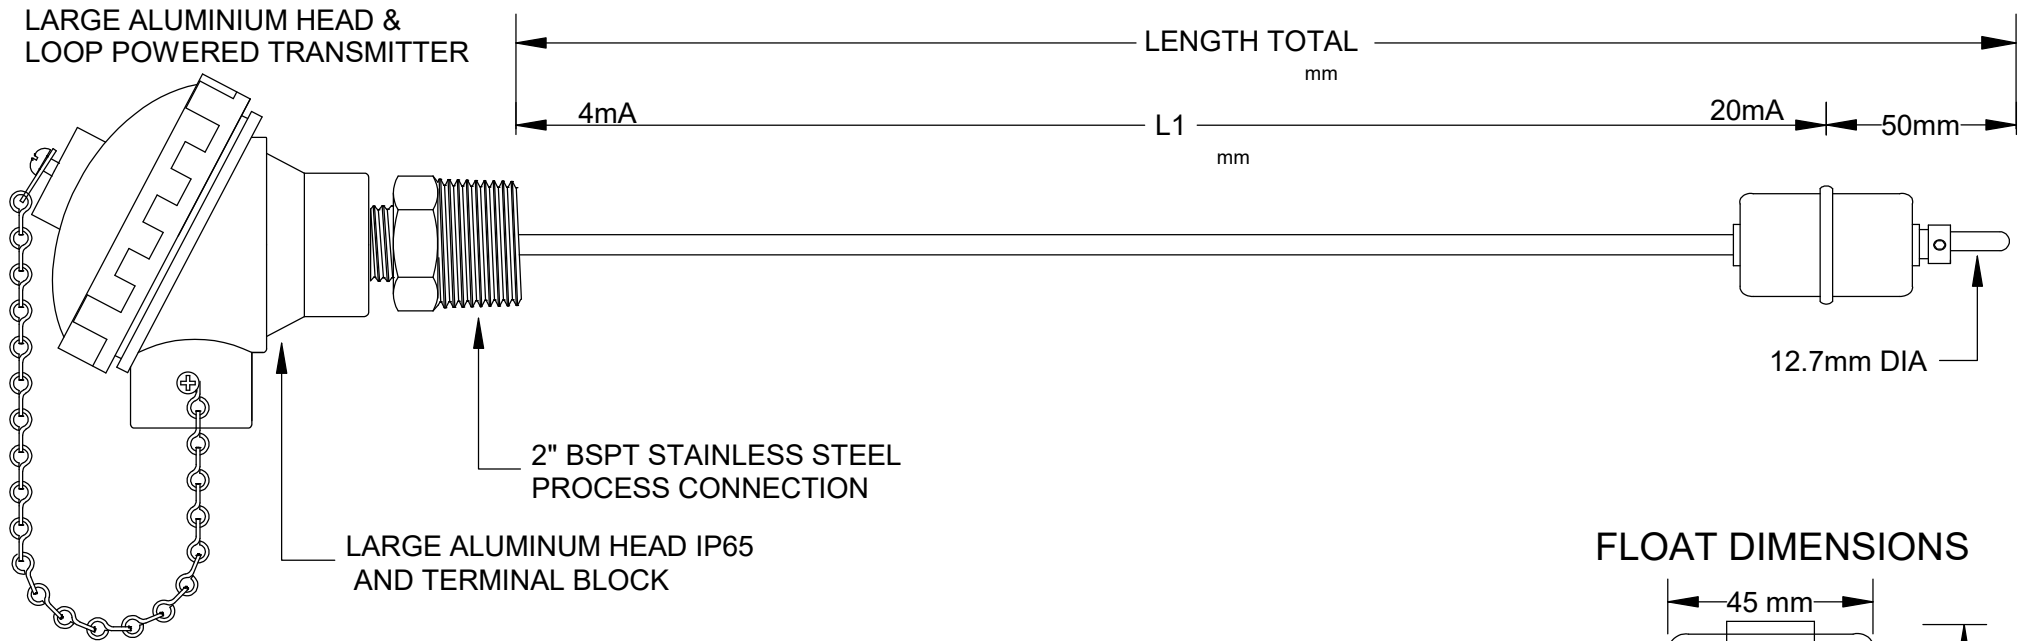 LARGE ALUMINIUM HEAD &
LOOP POWERED TRANSMITTER
LENGTH TOTAL
mm
4mA
L1
20mA
50mm
mm
12.7mm DIA
2" BSPT STAINLESS STEEL
PROCESS CONNECTION
LARGE ALUMINUM HEAD IP65
AND TERMINAL BLOCK
FLOAT DIMENSIONS
45 mm